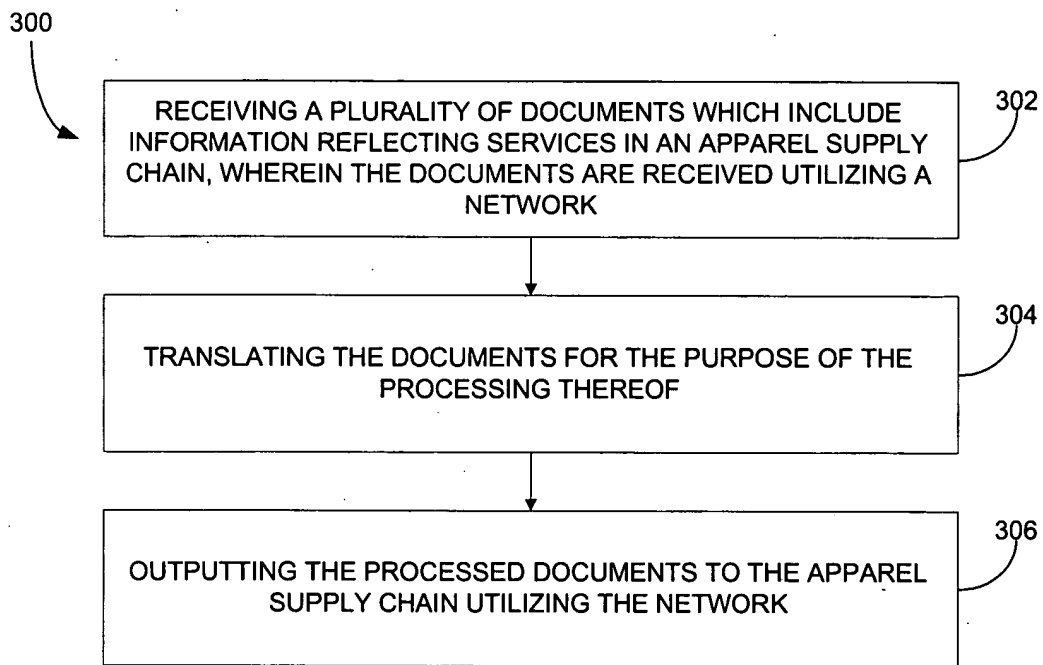 300
RECEIVING A PLURALITY OF DOCUMENTS WHICH INCLUDE
INFORMATION REFLECTING SERVICES IN AN APPAREL SUPPLY
CHAIN, WHEREIN THE DOCUMENTS ARE RECEIVED UTILIZING A
NETWORK
302
TRANSLATING THE DOCUMENTS FOR THE PURPOSE OF THE
PROCESSING THEREOF
304
OUTPUTTING THE PROCESSED DOCUMENTS TO THE APPAREL
SUPPLY CHAIN UTILIZING THE NETWORK
306